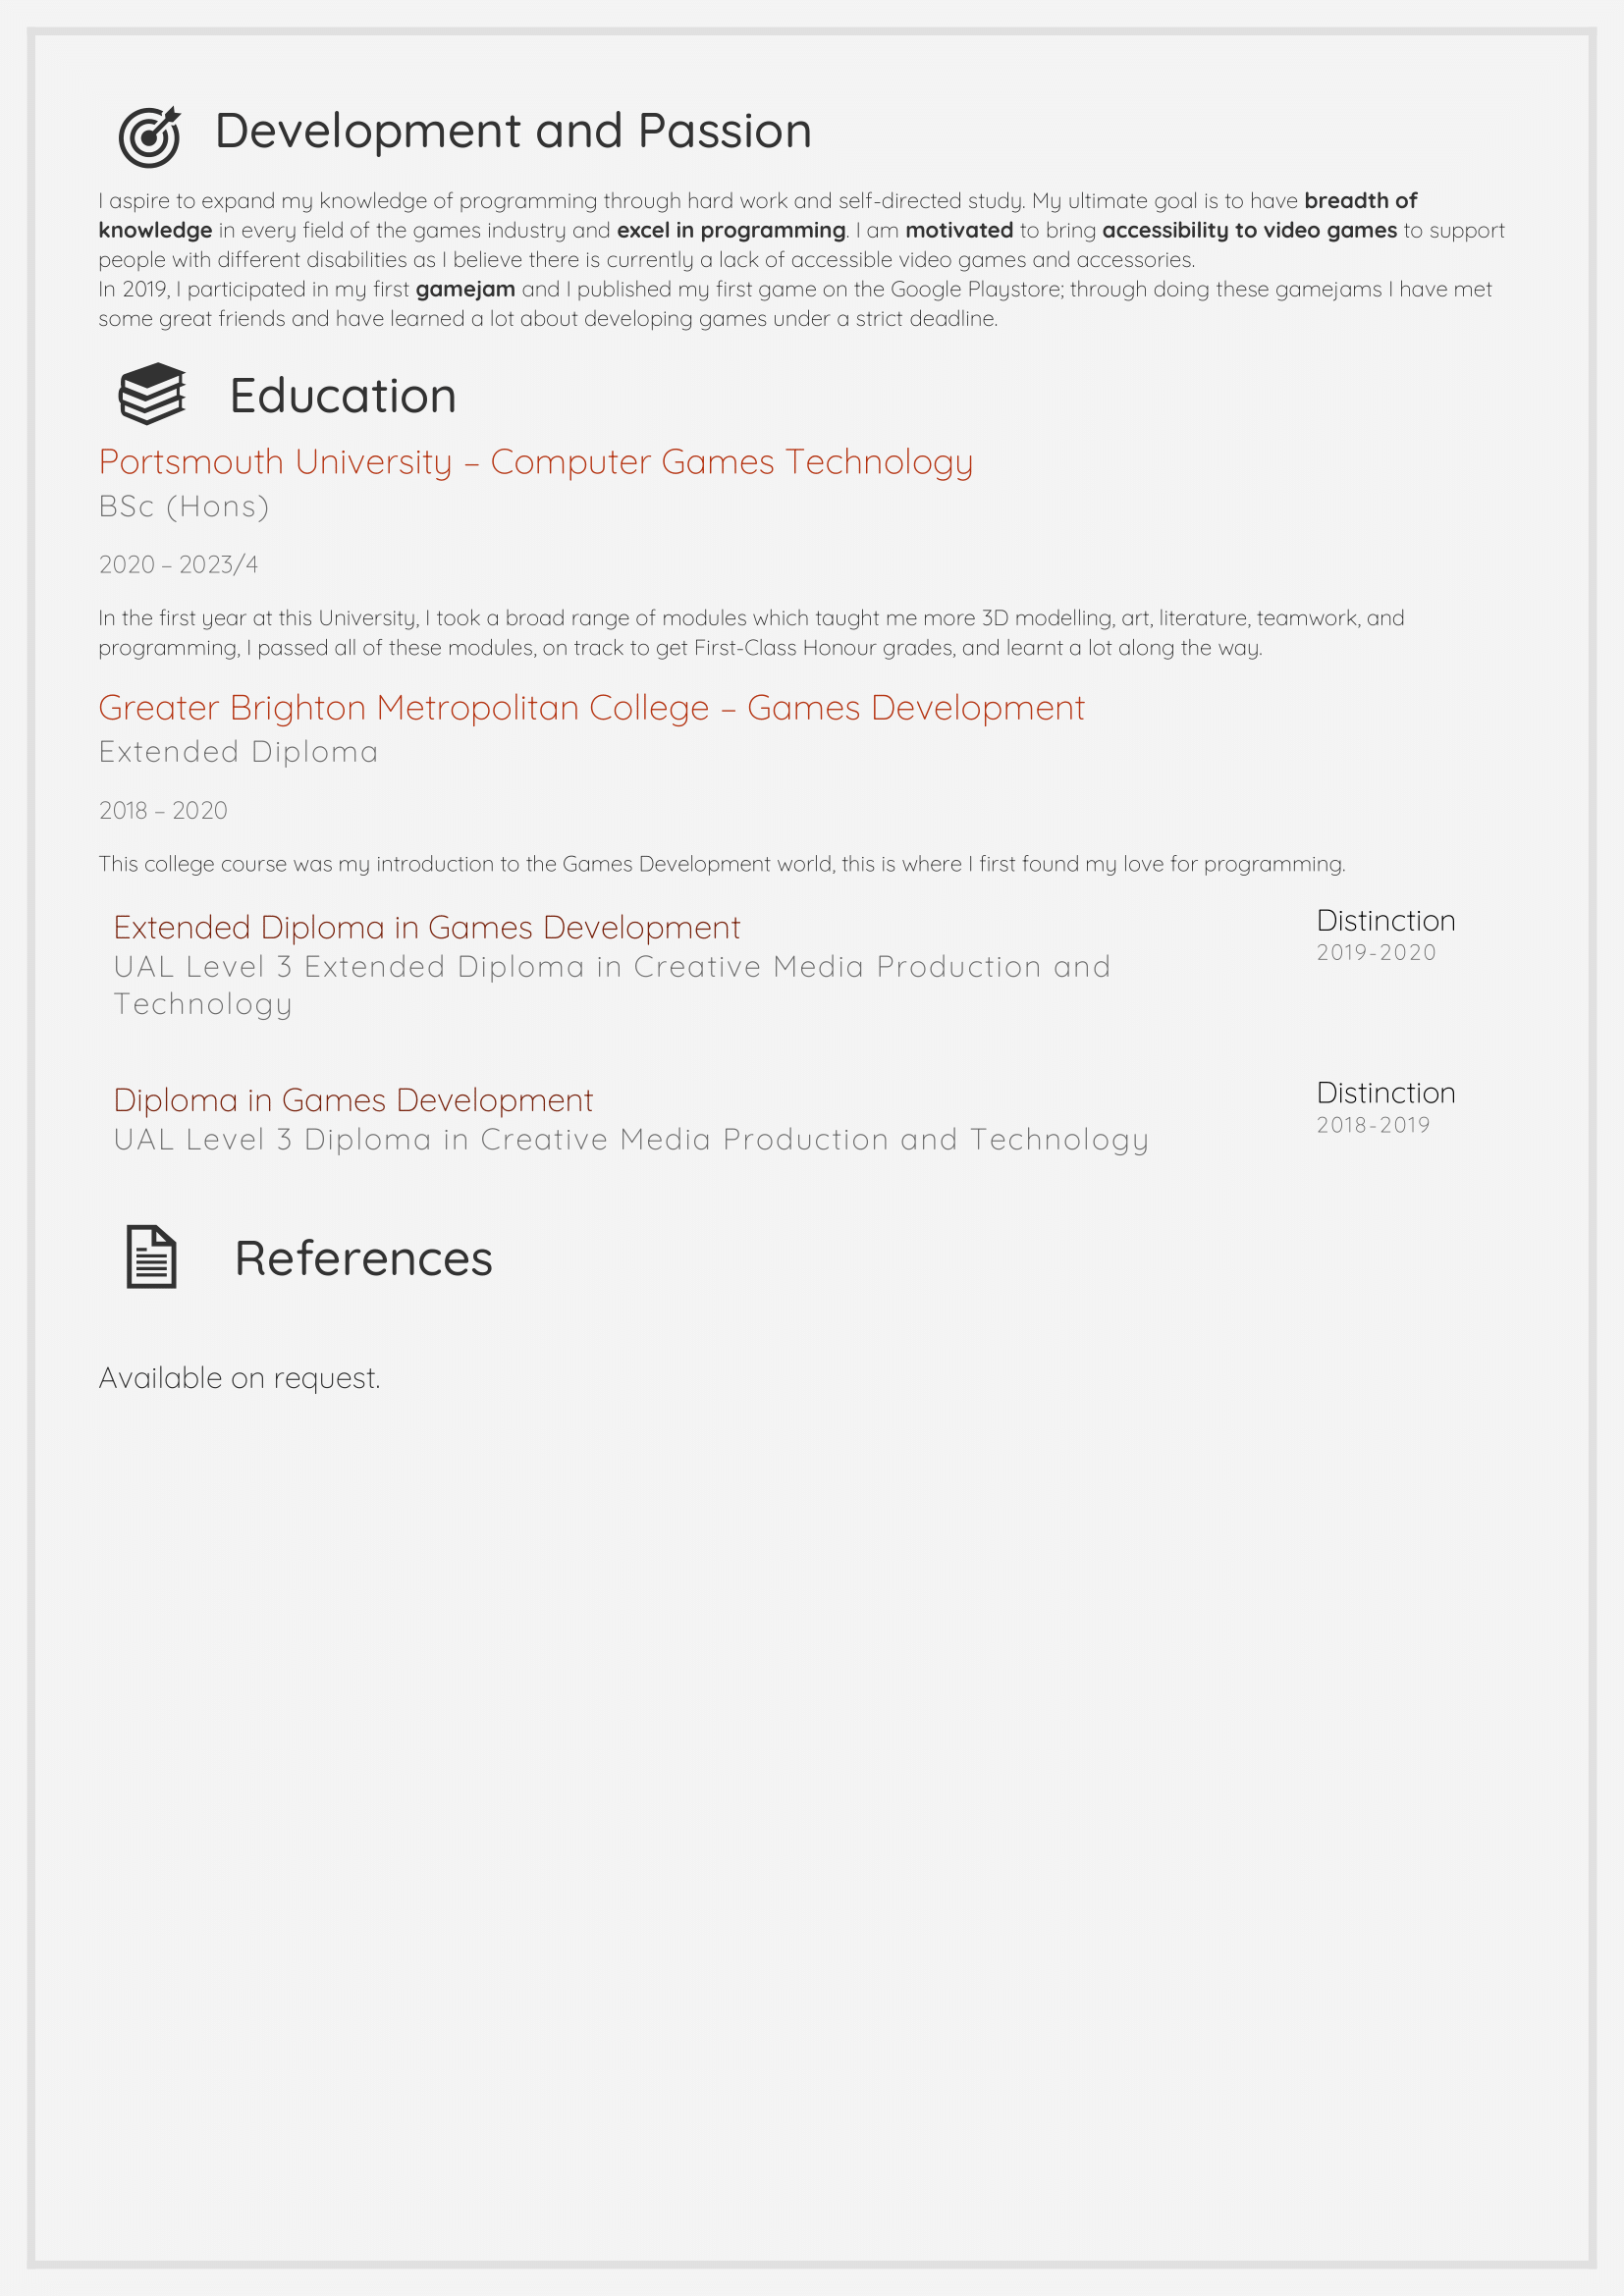 Development and Passion
I aspire to expand my knowledge of programming through hard work and self-directed study. My ultimate goal is to have breadth of
knowledge in every field of the games industry and excel in programming. I am motivated to bring accessibility to video games to support
people with different disabilities as I believe there is currently a lack of accessible video games and accessories.
In 2019, I participated in my first gamejam and I published my first game on the Google Playstore; through doing these gamejams I have met
some great friends and have learned a lot about developing games under a strict deadline.
Education
Portsmouth University – Computer Games Technology
BSc (Hons)
2020 – 2023/4
In the first year at this University, I took a broad range of modules which taught me more 3D modelling, art, literature, teamwork, and
programming, I passed all of these modules, on track to get First-Class Honour grades, and learnt a lot along the way.
Greater Brighton Metropolitan College – Games Development
Extended Diploma
2018 – 2020
This college course was my introduction to the Games Development world, this is where I first found my love for programming.
Extended Diploma in Games Development
UAL Level 3 Extended Diploma in Creative Media Production and
Technology
Distinction
2019-2020
Diploma in Games Development
UAL Level 3 Diploma in Creative Media Production and Technology
Distinction
2018-2019
References
Available on request.